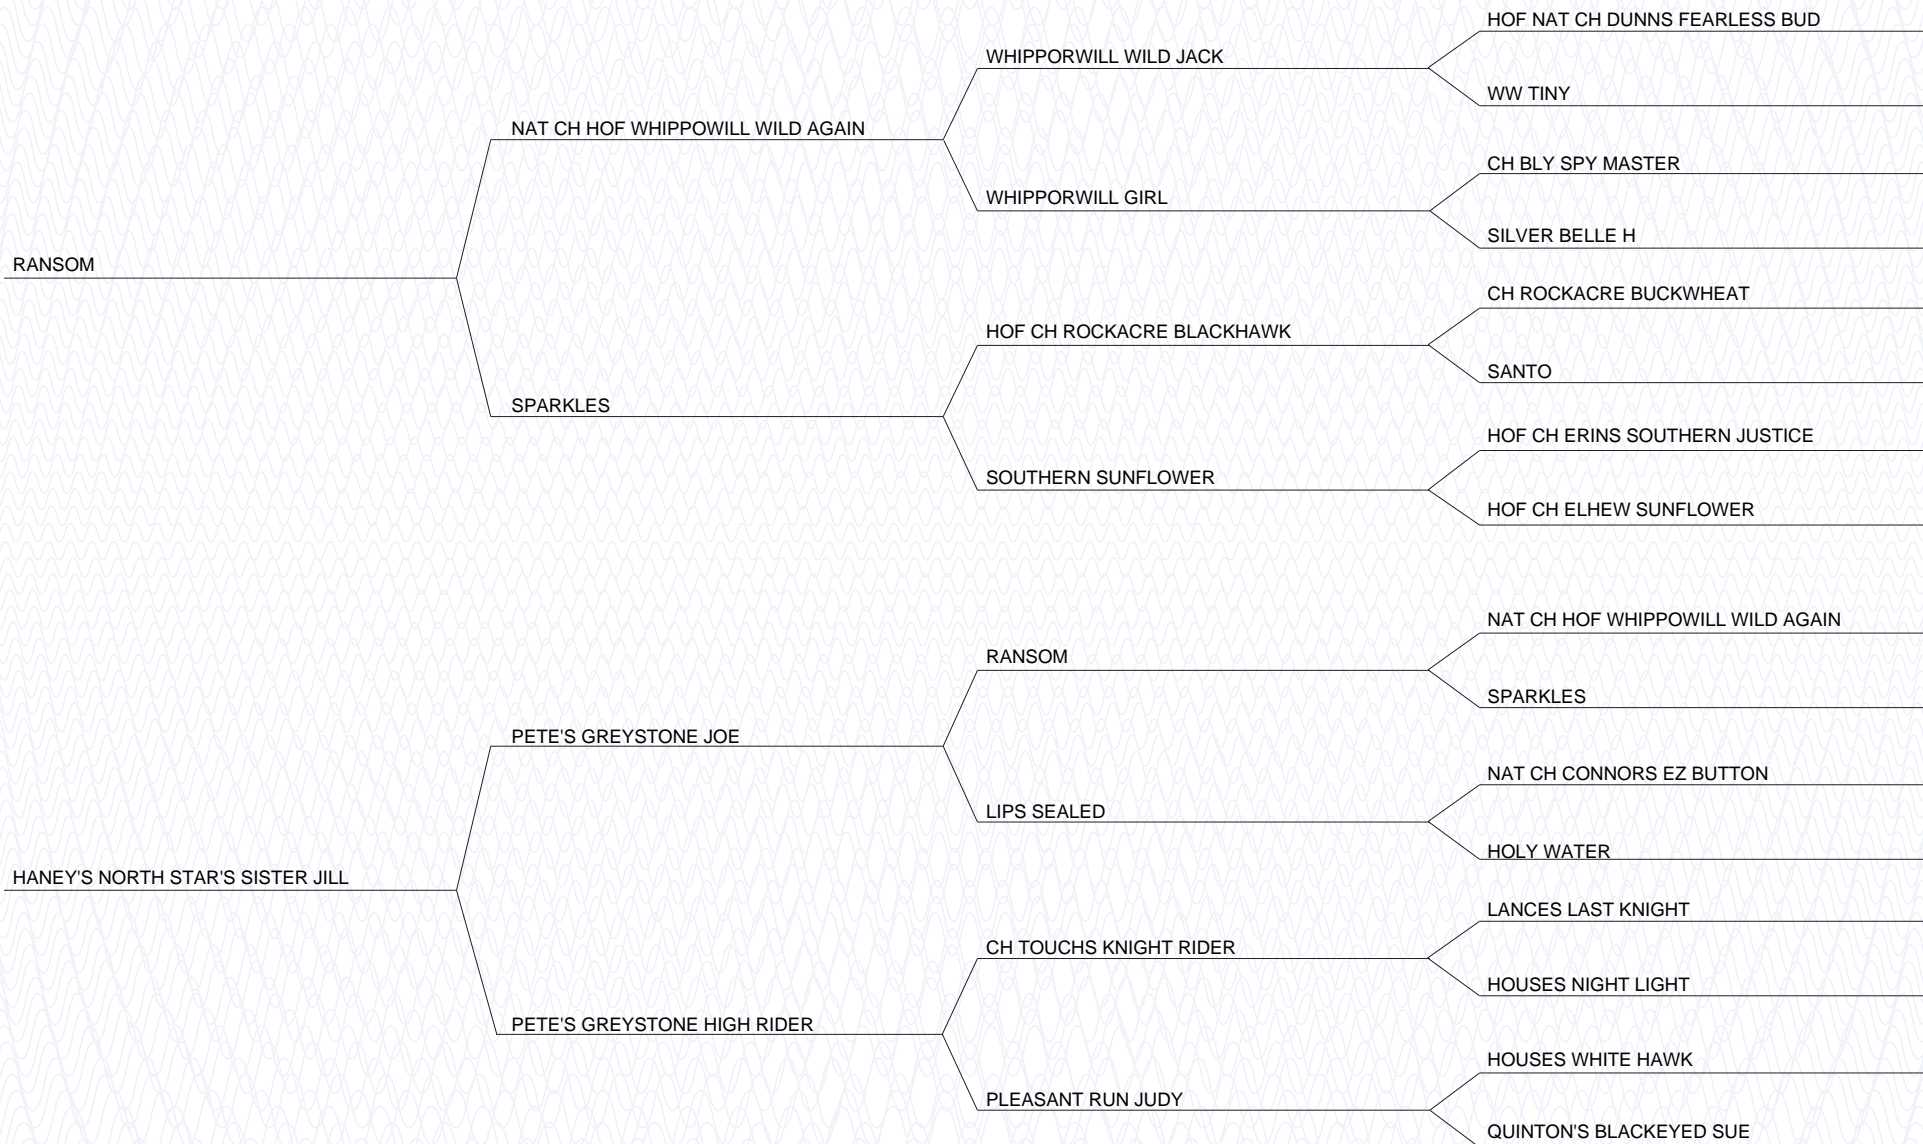 HOF NAT CH DUNNS FEARLESS BUD
WHIPPORWILL WILD JACK
WW TINY
NAT CH HOF WHIPPOWILL WILD AGAIN
CH BLY SPY MASTER
WHIPPORWILL GIRL
SILVER BELLE H
RANSOM
CH ROCKACRE BUCKWHEAT
HOF CH ROCKACRE BLACKHAWK
SANTO
SPARKLES
HOF CH ERINS SOUTHERN JUSTICE
SOUTHERN SUNFLOWER
HOF CH ELHEW SUNFLOWER
NAT CH HOF WHIPPOWILL WILD AGAIN
RANSOM
SPARKLES
PETE'S GREYSTONE JOE
NAT CH CONNORS EZ BUTTON
LIPS SEALED
HOLY WATER
HANEY'S NORTH STAR'S SISTER JILL
LANCES LAST KNIGHT
CH TOUCHS KNIGHT RIDER
HOUSES NIGHT LIGHT
PETE'S GREYSTONE HIGH RIDER
HOUSES WHITE HAWK
PLEASANT RUN JUDY
QUINTON'S BLACKEYED SUE